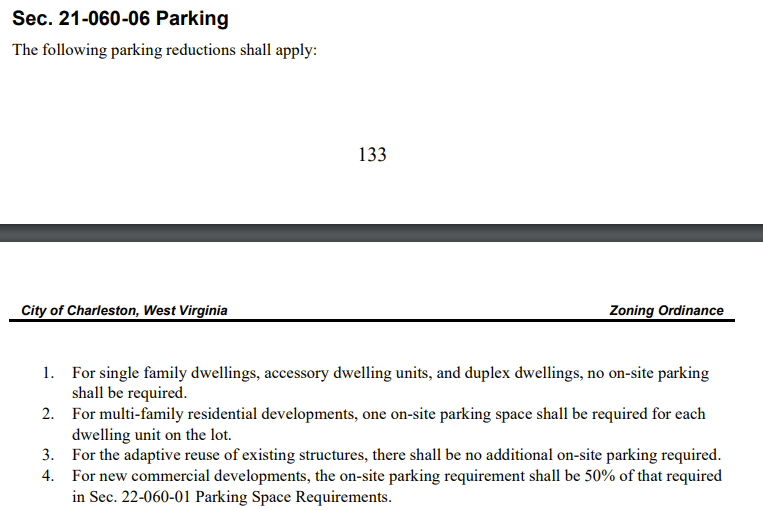 Sec. 21-060-06 Parking
The following parking reductions shall apply:
133
City of Charleston, West Virginia Zoning Ordinance
1. For single family dwellings, accessory dwelling units, and duplex dwellings, no on-site parking
shall be required.
2. For multi-family residential developments, one on-site parking space shall be required for each
dwelling unit on the lot.
3. For the adaptive reuse of existing structures, there shall be no additional on-site parking required.
4. For new commercial developments, the on-site parking requirement shall be 50% of that required
in Sec. 22-060-01 Parking Space Requirements.